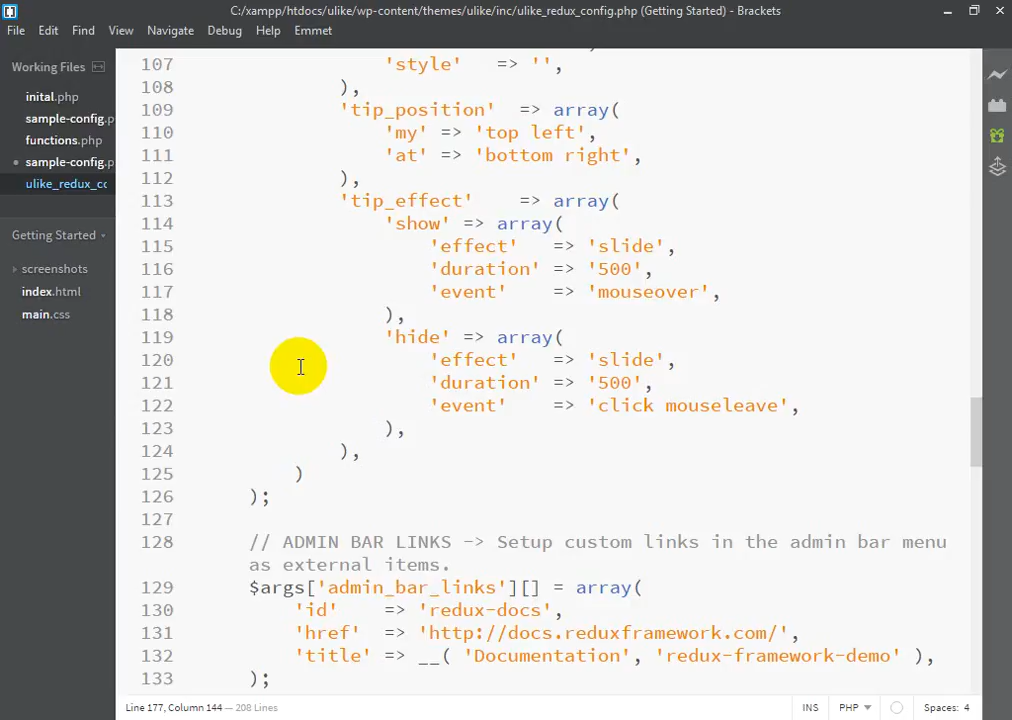 C:/xampp/htdocs/ulike/wp-content/themes/ulike/inc/ulike_redux_config.php (Getting Started) - Brackets
File Edit View Navigate Debug Help Emmet
Working Files
inital.php
sample-config.p
functions.php
sample-config.p
ulike_redux_cc
Getting Started
screenshots
index.html
main.css
107 'style' => '',
108 ),
109 'tip_position' => array(
110 'my' => 'top left',
111 'at' => 'bottom right',
112 ),
113 'tip_effect' => array(
114 'show' => array(
115 'effect' => 'slide',
116 'duration' => '500',
117 'event' => 'mouseover',
118 ),
119 'hide' => array(
120 'effect' => 'slide',
121 'duration' => '500',
122 'event' => 'click mouseleave',
123 ),
124 ),
125 )
126 );
127
128 // ADMIN BAR LINKS -> Setup custom links in the admin bar menu
as external items.
129 $args['admin_bar_links'][] = array(
130 'id' => 'redux-docs',
131 'href' => 'http://docs.reduxframework.com/',
132 'title' => __( 'Documentation', 'redux-framework-demo' ),
133 );
Line 177, Column 144 — 208 Lines
INS PHP Spaces: 4